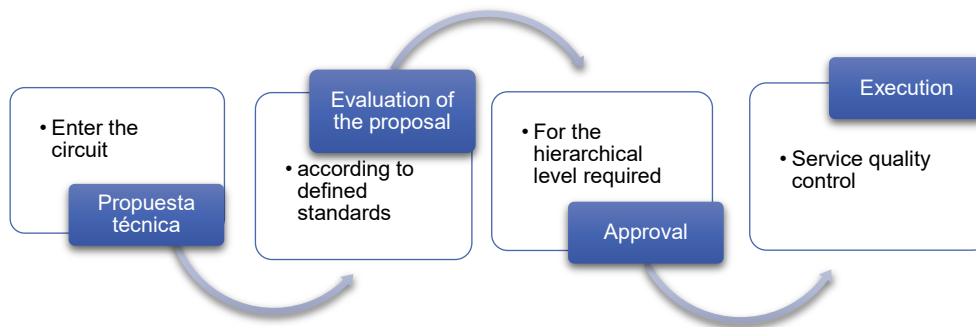 • Enter the
circuit
Propuesta
técnica
Evaluation of
the proposal
• according to
defined
standards
• For the
hierarchical
level required
Approval
Execution
• Service quality
control